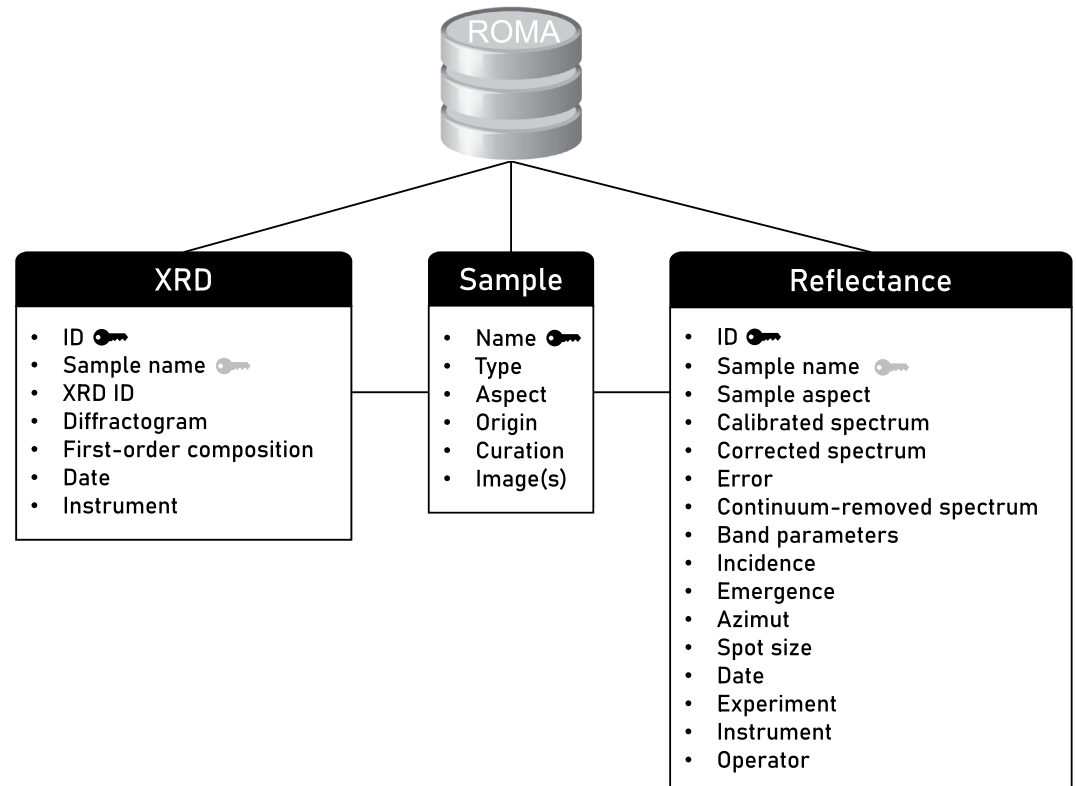 ROMA
XRD
• ID
• Sample name
• XRD ID
• Diffractogram
• First-order composition
• Date
• Instrument
Sample
• Name
• Type
• Aspect
• Origin
• Curation
• Image(s)
Reflectance
• ID
• Sample name
• Sample aspect
• Calibrated spectrum
• Corrected spectrum
• Error
• Continuum-removed spectrum
• Band parameters
• Incidence
• Emergence
• Azimut
• Spot size
• Date
• Experiment
• Instrument
• Operator